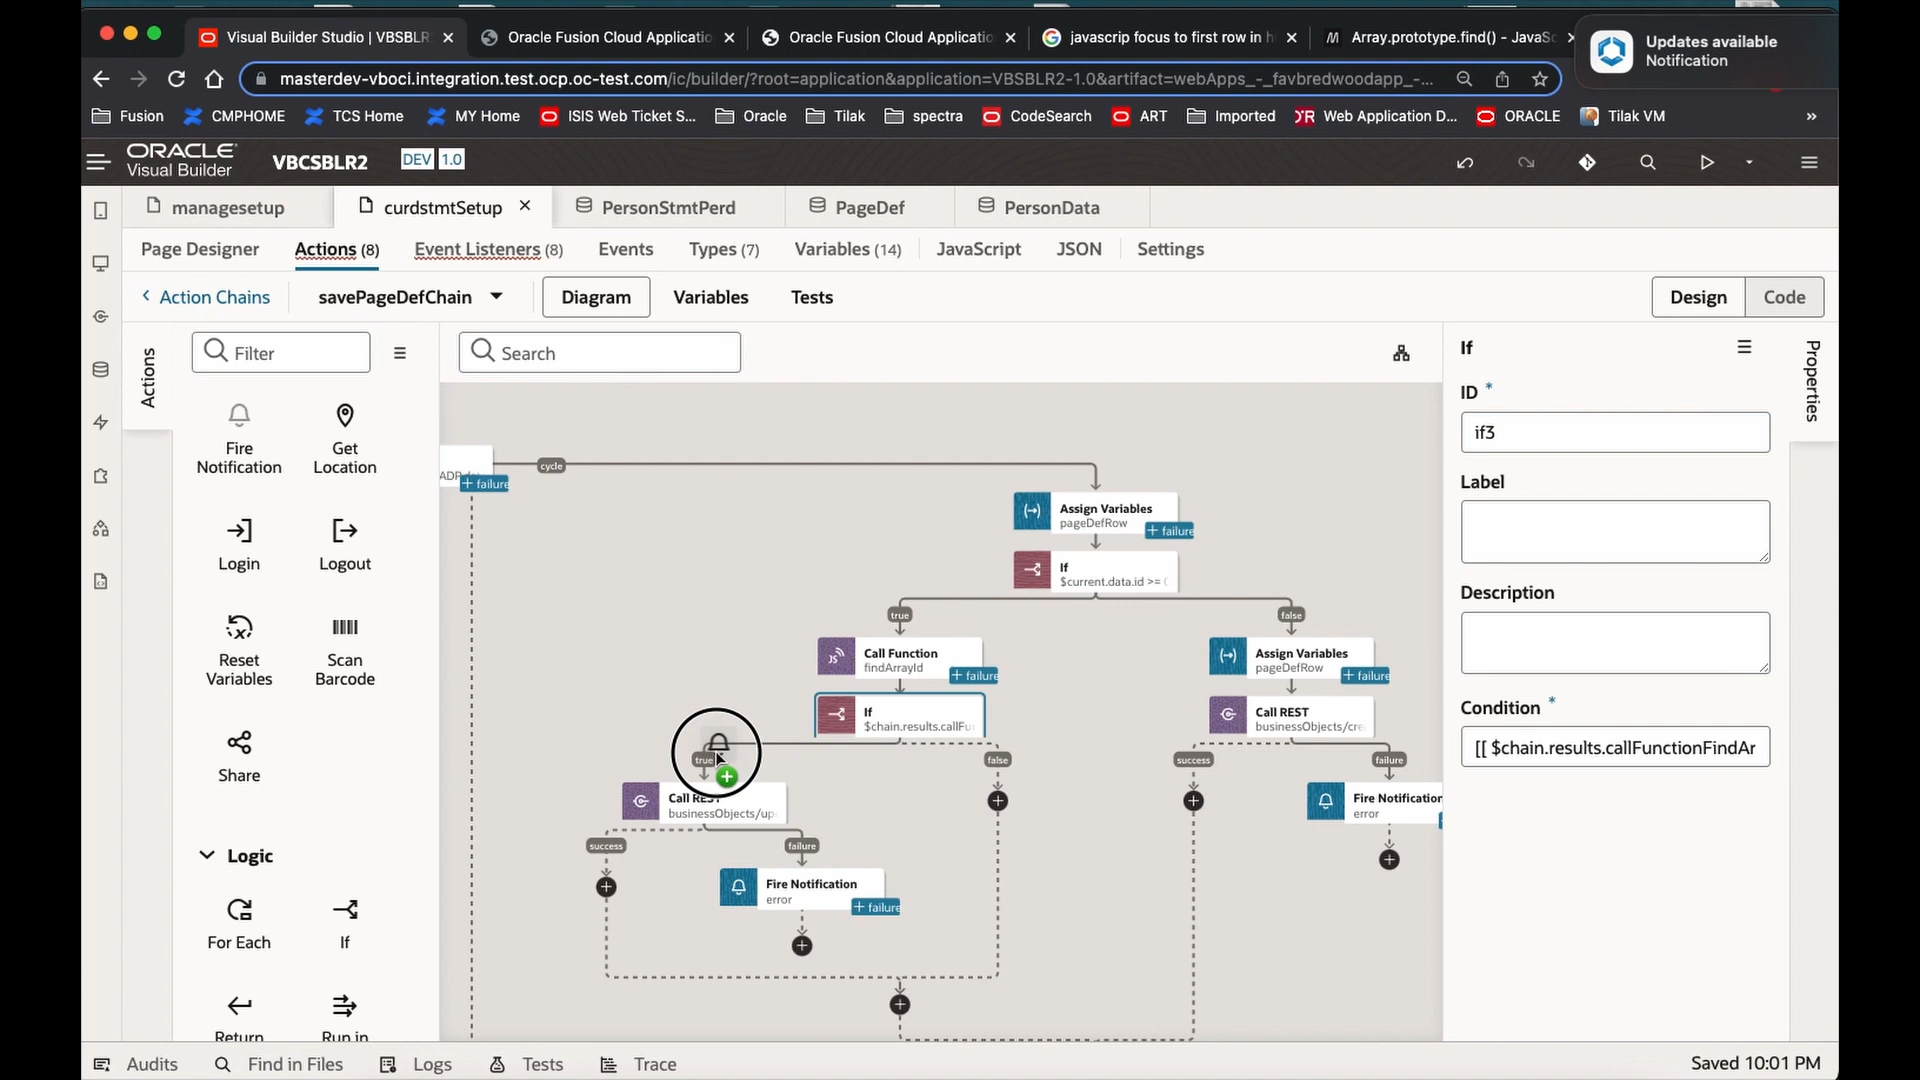 Visual Builder Studio | VBSBLR
Oracle Fusion Cloud Applicatio
Oracle Fusion Cloud Applicatio
javascrip focus to first row in h
Array.prototype.find() - JavaSc
Updates available
Notification
masterdev-vboci.integration.test.ocp.oc-test.com/ic/builder/?root=application&application=VBSBLR2-1.0&artifact=webApps_-_favbredwoodapp_-...
Fusion
CMPHOME
TCS Home
MY Home
ISIS Web Ticket S...
Oracle
Tilak
spectra
CodeSearch
ART
Imported
Web Application D...
ORACLE
Tilak VM
»
ORACLE
Visual Builder
VBCSBLR2
DEV 1.0
managesetup
curdstmtSetup
PersonStmtPerd
PageDef
PersonData
Page Designer
Actions (8)
Event Listeners (8)
Events
Types (7)
Variables (14)
JavaScript
JSON
Settings
Action Chains
savePageDefChain
Diagram
Variables
Tests
Design
Code
Actions
Filter
Search
If
Properties
Fire Notification
Get Location
Login
Logout
Reset Variables
Scan Barcode
Share
Logic
For Each
If
Return
Run in
+ failure
cycle
Assign Variables
pageDefRow
+ failure
If
$current.data.id >= 
true
false
Call Function
findArrayId
+ failure
Assign Variables
pageDefRow
+ failure
If
$chain.results.callFu
Call REST
businessObjects/cre
true
false
success
failure
Call REST
businessObjects/up
Fire Notification
error
success
failure
Fire Notification
error
+ failure
ID *
if3
Label
Description
Condition *
[[ $chain.results.callFunctionFindAr
Audits
Find in Files
Logs
Tests
Trace
Saved 10:01 PM